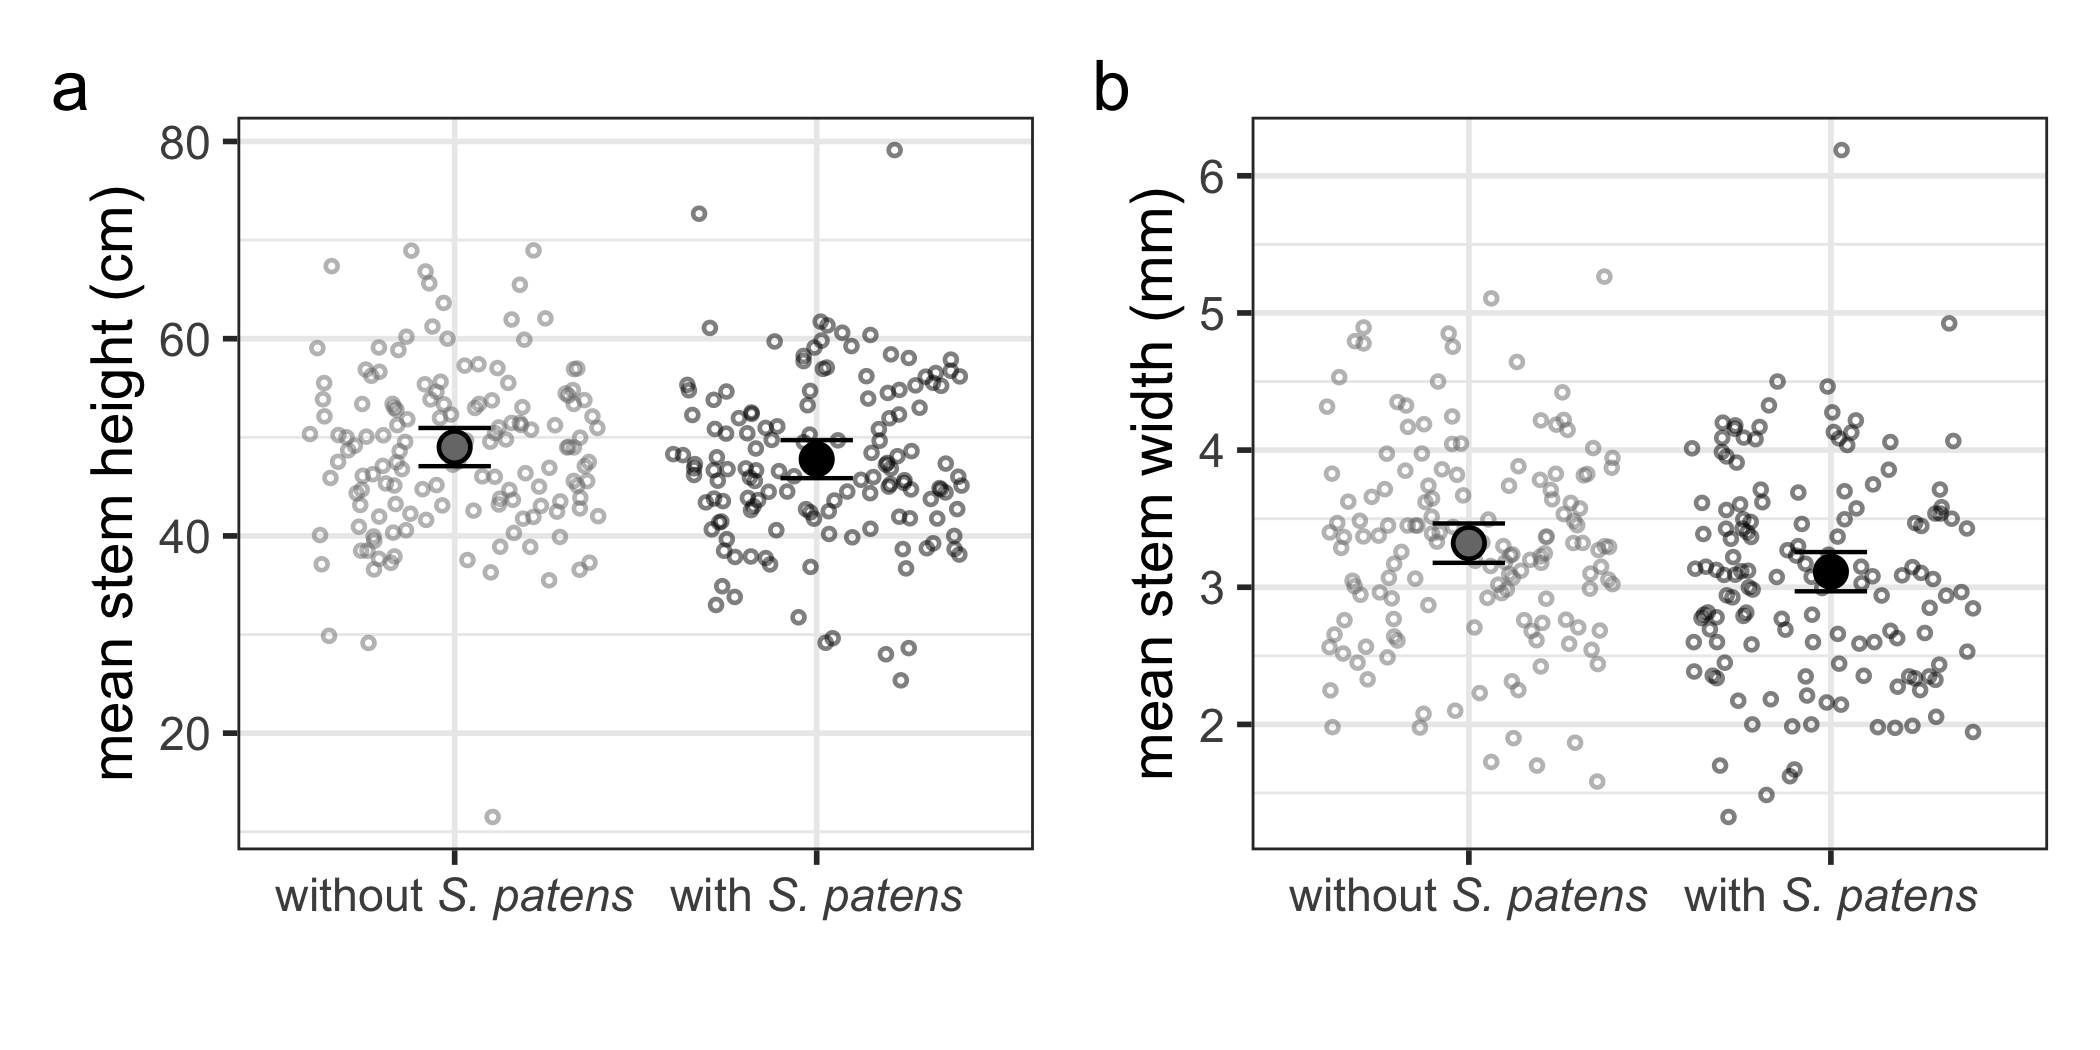 a
mean stem height (cm)
80
60
40
20
without S. patens
with S. patens
b
mean stem width (mm)
6
5
4
3
2
without S. patens
with S. patens